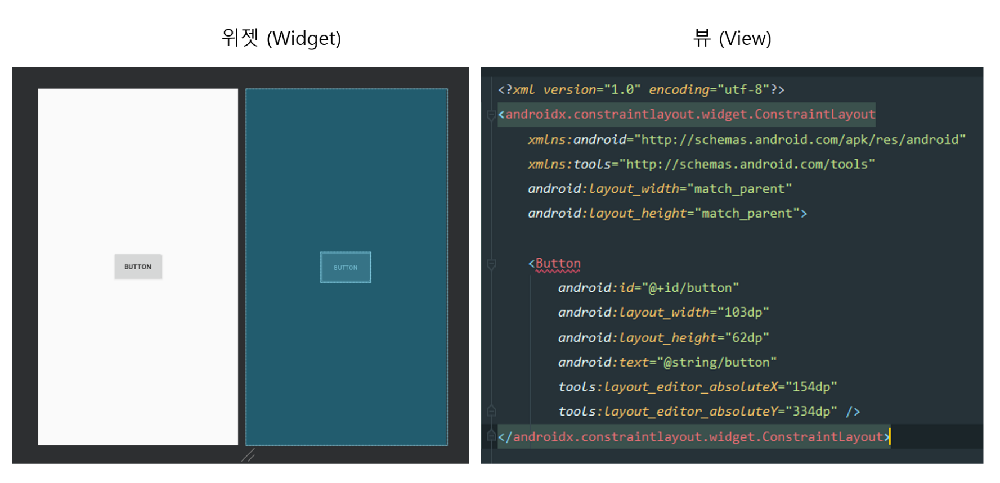 위젯 (Widget)
뷰 (View)
BUTTON
BUTTON
<?xml version="1.0" encoding="utf-8"?>
<androidx.constraintlayout.widget.ConstraintLayout
xmlns:android="http://schemas.android.com/apk/res/android"
xmlns:tools="http://schemas.android.com/tools"
android:layout_width="match_parent"
android:layout_height="match_parent">
<Button
android:id="@+id/button"
android:layout_width="103dp"
android:layout_height="62dp"
android:text="@string/button"
tools:layout_editor_absoluteX="154dp"
tools:layout_editor_absoluteY="334dp" />
</androidx.constraintlayout.widget.ConstraintLayout>